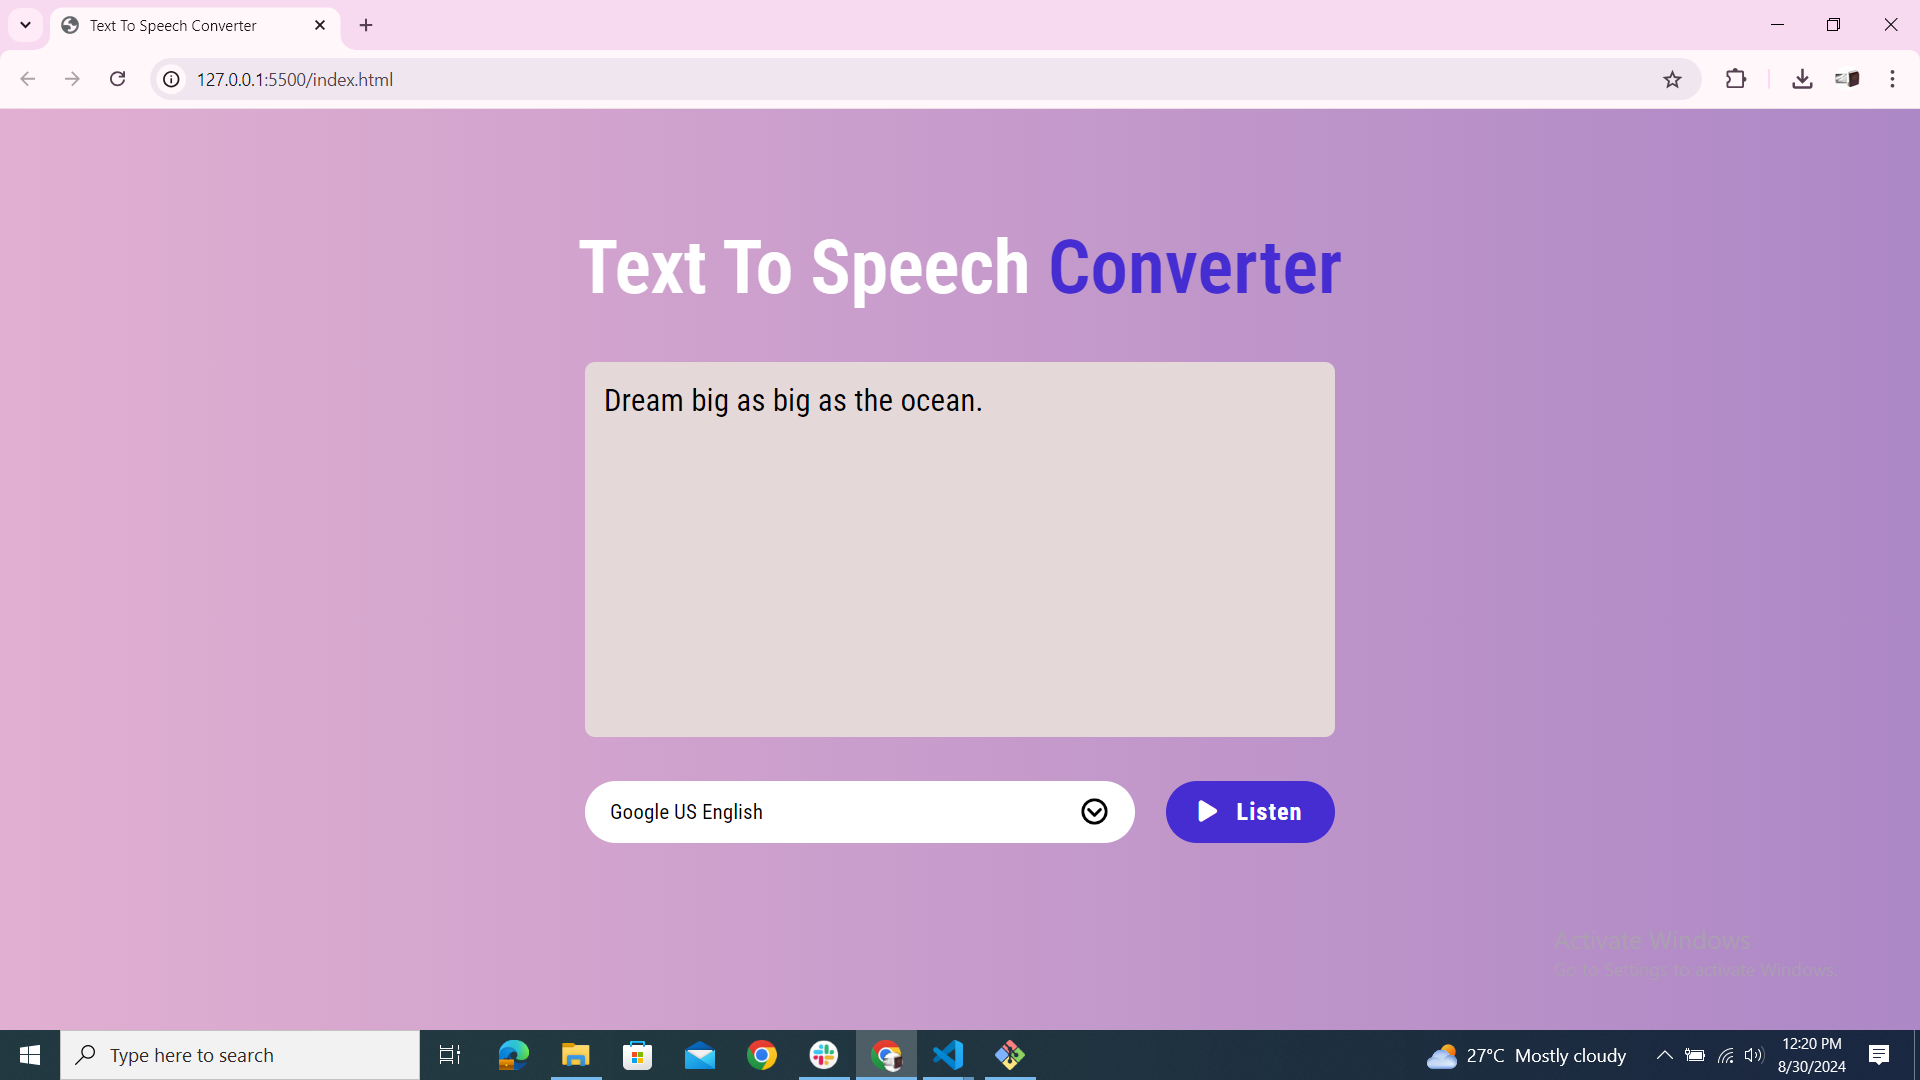 Text To Speech Converter
127.0.0.1:5500/index.html
Text To Speech Converter
Dream big as big as the ocean.
Google US English
Listen
Activate Windows
Go to Settings to activate Windows.
Type here to search
27°C Mostly cloudy
12:20 PM
8/30/2024